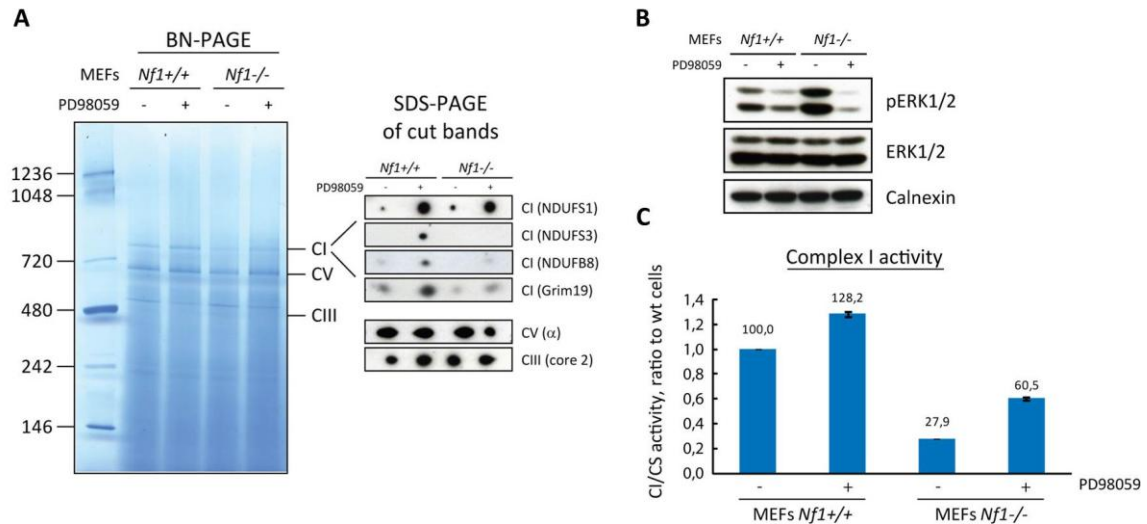 A
BN-PAGE
MEFs Nf1+/+ Nf1-/-
PD98059 - + - +
1236
1048
720
480
242
146
CI
CV
CIII
SDS-PAGE
of cut bands
Nf1+/+ Nf1-/-
PD98059 - + - +
CI (NDUFS1)
CI (NDUFS3)
CI (NDUFB8)
CI (Grim19)
CV (α)
CIII (core 2)
B
MEFs Nf1+/+ Nf1-/-
PD98059 - + - +
pERK1/2
ERK1/2
Calnexin
C
Complex I activity
CI/CS activity, ratio to wt cells
1,4
1,2
1,0
0,8
0,6
0,4
0,2
0,0
100,0
128,2
27,9
60,5
- + - + PD98059
MEFs Nf1+/+ MEFs Nf1-/-